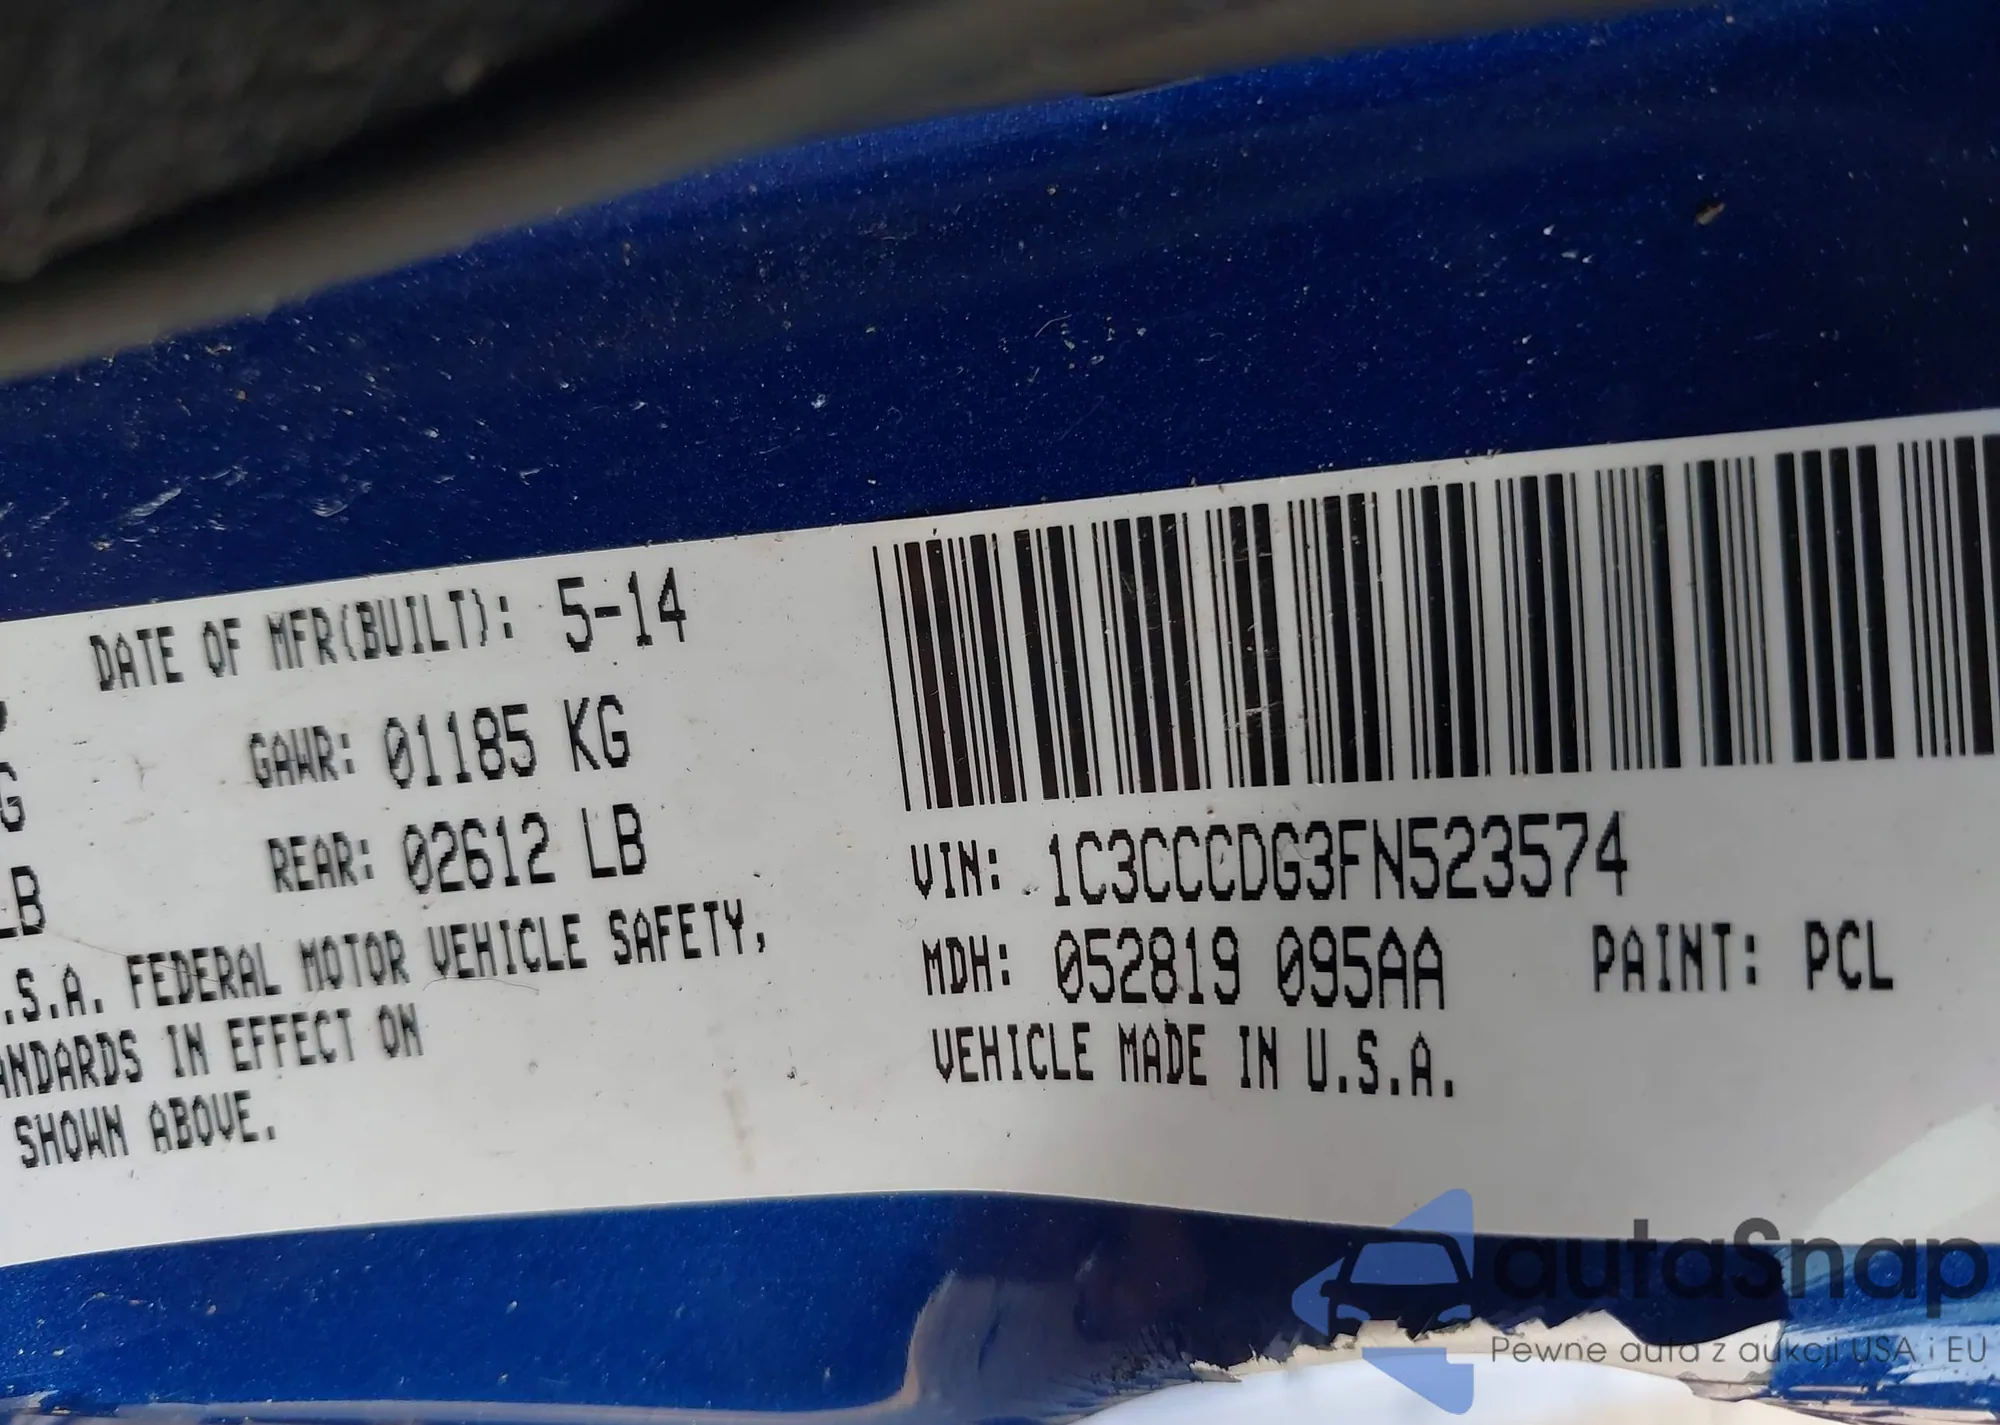 DATE OF MFR(BUILT): 5-14
G GAWR: 01185 KG
LB REAR: 02612 LB
.S.A. FEDERAL MOTOR VEHICLE SAFETY,
ANDARDS IN EFFECT ON
SHOWN ABOVE.
VIN: 1C3CCCDG3FN523574
MDH: 052819 095AA PAINT: PCL
VEHICLE MADE IN U.S.A.
autaSnap
Pewne auta z aukcji USA i EU